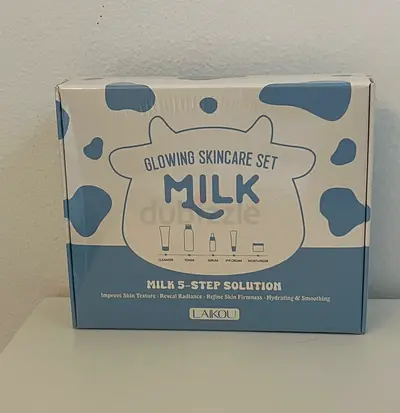 GLOWING SKINCARE SET
MILK
dubizzle
CLEANSER TONER SERUM EYE CREAM MOISTURIZER
MILK 5-STEP SOLUTION
Improve Skin Texture · Reveal Radiance · Refine Skin Firmness · Hydrating & Smoothing
LAIKOU